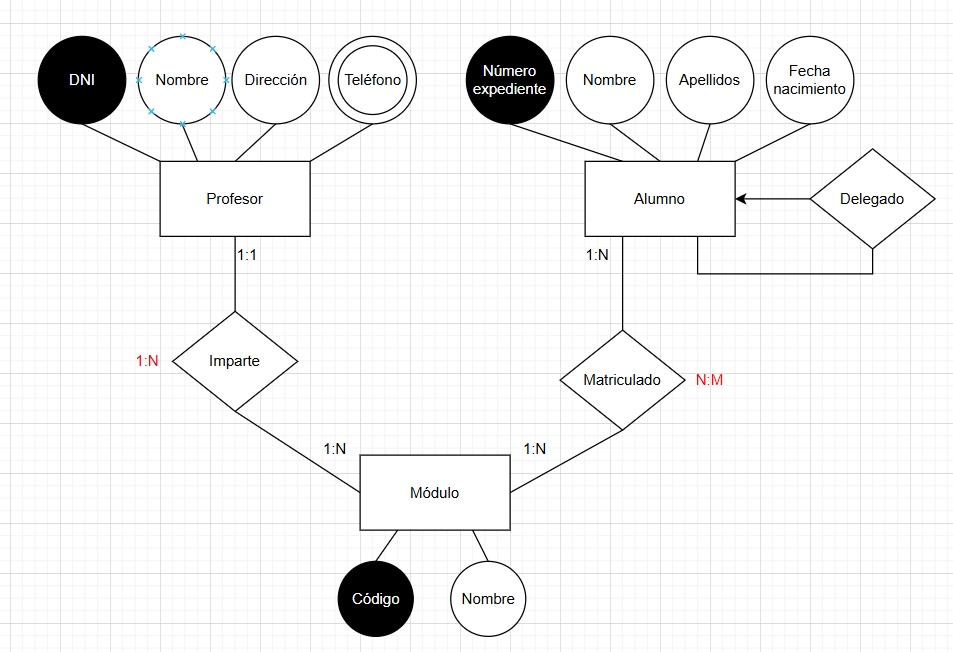 DNI
Nombre
Dirección
Teléfono
Número
expediente
Nombre
Apellidos
Fecha
nacimiento
Profesor
Alumno
Delegado
1:1
1:N
1:N
Imparte
Matriculado
N:M
1:N
1:N
Módulo
Código
Nombre